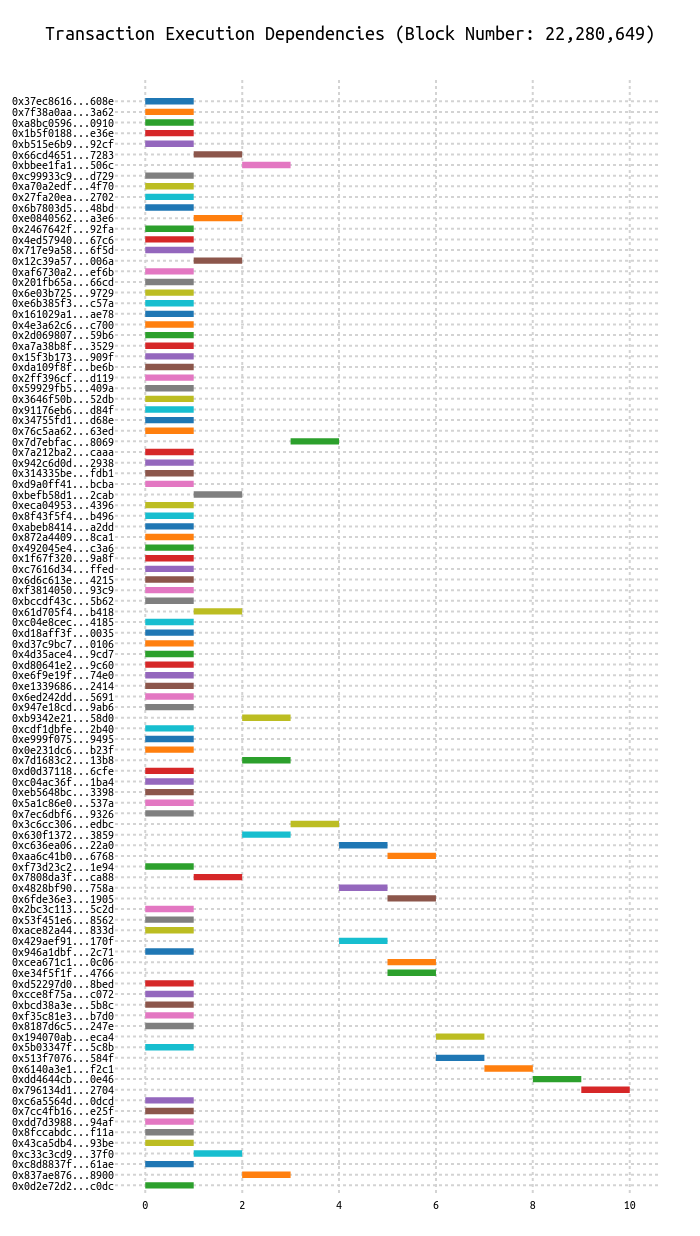 Transaction Execution Dependencies (Block Number: 22,280,649)
0x37ec8616...608e
0x7f38a0aa...3a62
0xa8bc0596...0910
0x1b5f0188...e36e
0xb515e6b9...92cf
0x66cd4651...7283
0xbbee1fa1...506c
0xc99933c9...d729
0xa70a2edf...4f70
0x27fa20ea...2702
0x6b7803d5...48bd
0xe0840562...a3e6
0x2467642f...92fa
0x4ed57940...67c6
0x717e9a58...6f5d
0x12c39a57...006a
0xaf6730a2...ef6b
0x201fb65a...66cd
0x6e03b725...9729
0xe6b385f3...c57a
0x161029a1...ae78
0x4e3a62c6...c700
0x2d069807...59b6
0xa7a38b8f...3529
0x15f3b173...909f
0xda109f8f...be6b
0x2ff396cf...d119
0x59929fb5...409a
0x3646f50b...52db
0x91176eb6...d84f
0x34755fd1...d68e
0x76c5aa62...63ed
0x7d7ebfac...8069
0x7a212ba2...caaa
0x942c6d0d...2938
0x314335be...fdb1
0xd9a0ff41...bcba
0xbefb58d1...2cab
0xeca04953...4396
0x8f43f5f4...b496
0xabeb8414...a2dd
0x872a4409...8ca1
0x492045e4...c3a6
0x1f67f320...9a8f
0xc7616d34...ffed
0x6d6c613e...4215
0xf3814050...93c9
0xbccdf43c...5b62
0x61d705f4...b418
0xc04e8cec...4185
0xd18aff3f...0035
0xd37c9bc7...0106
0x4d35ace4...9cd7
0xd80641e2...9c60
0xe6f9e19f...74e0
0xe1339686...2414
0x6ed242dd...5691
0x947e18cd...9ab6
0xb9342e21...58d0
0xcdf1dbfe...2b40
0xe999f075...9495
0x0e231dc6...b23f
0x7d1683c2...13b8
0xd0d37118...6cfe
0xc04ac36f...1ba4
0xeb5648bc...3398
0x5a1c86e0...537a
0x7ec6dbf6...9326
0x3c6cc306...edbc
0x630f1372...3859
0xc636ea06...22a0
0xaa6c41b0...6768
0xf73d23c2...1e94
0x7808da3f...ca88
0x4828bf90...758a
0x6fde36e3...1905
0x2bc3c113...5c2d
0x53f451e6...8562
0xace82a44...833d
0x429aef91...170f
0x946a1dbf...2c71
0xcea671c1...0c06
0xe34f5f1f...4766
0xd52297d0...8bed
0xcce8f75a...c072
0xbcd38a3e...5b8c
0xf35c81e3...b7d0
0x8187d6c5...247e
0x194070ab...eca4
0x5b03347f...5c8b
0x513f7076...584f
0x6140a3e1...f2c1
0xdd4644cb...0e46
0x796134d1...2704
0xc6a5564d...0dcd
0x7cc4fb16...e25f
0xdd7d3988...94af
0x8fccabdc...f11a
0x43ca5db4...93be
0xc33c3cd9...37f0
0xc8d8837f...61ae
0x837ae876...8900
0x0d2e72d2...c0dc
0 2 4 6 8 10